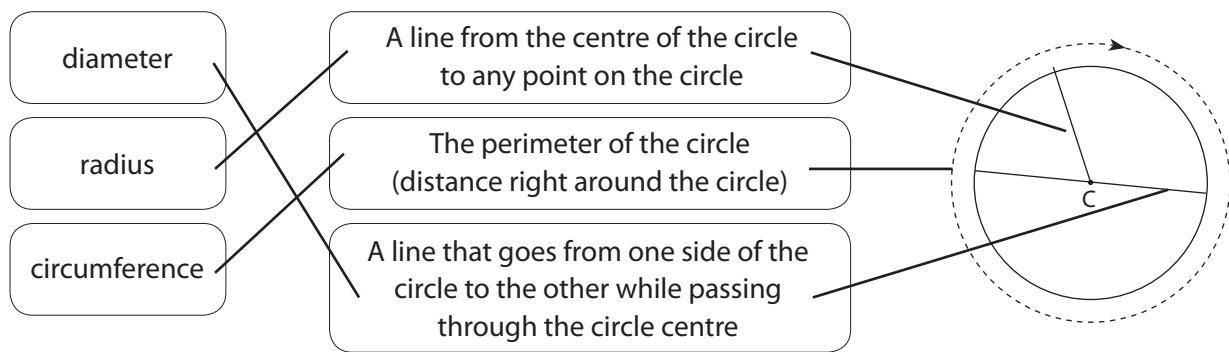 diameter
radius
circumference
A line from the centre of the circle
to any point on the circle
The perimeter of the circle
(distance right around the circle)
A line that goes from one side of the
circle to the other while passing
through the circle centre
C